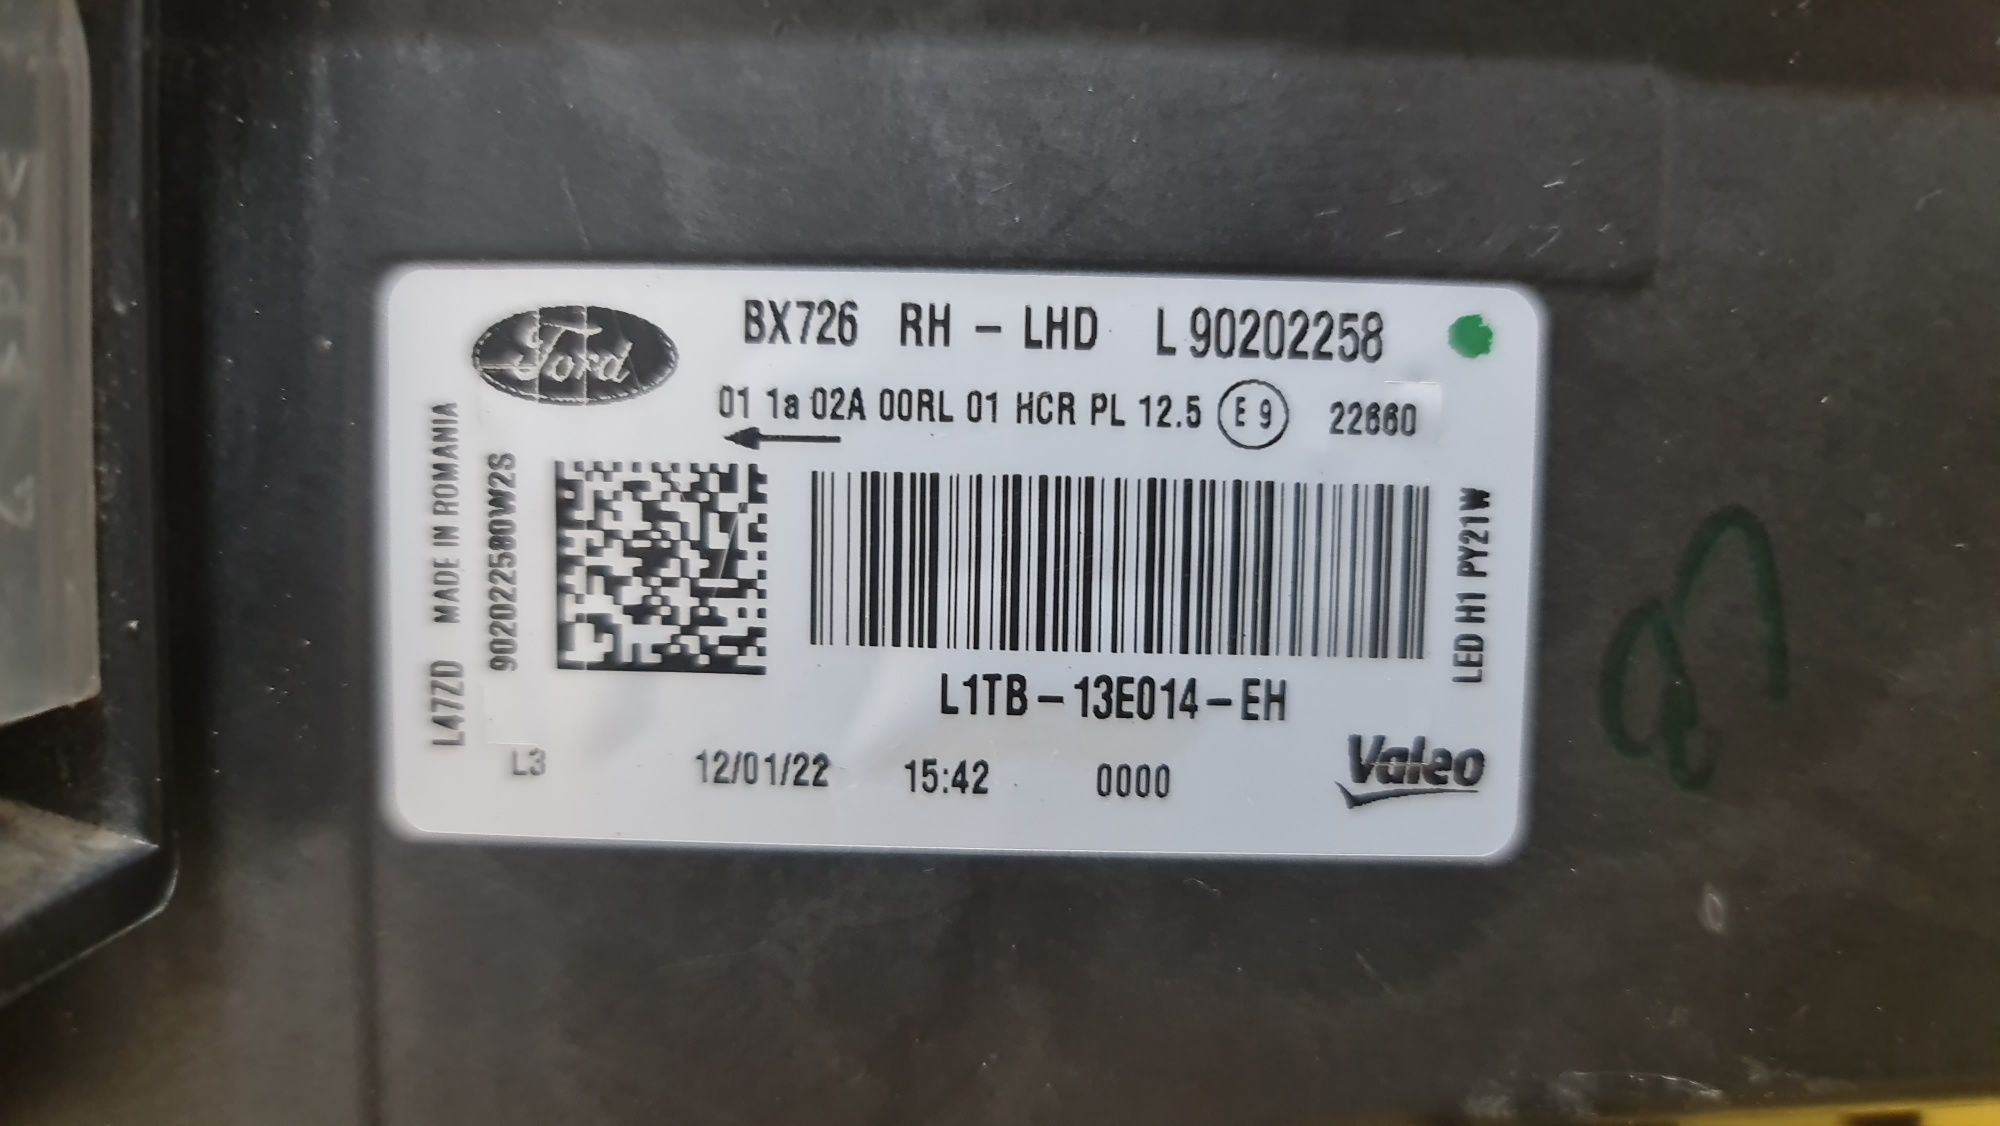 Ford
BX726 RH - LHD L 90202258
01 1a 02A 00RL 01 HCR PL 12.5 E 9 22660
L47ZD MADE IN ROMANIA
9020225800W2S
LED H1 PY21W
L1TB-13E014-EH
L3 12/01/22 15:42 0000
Valeo